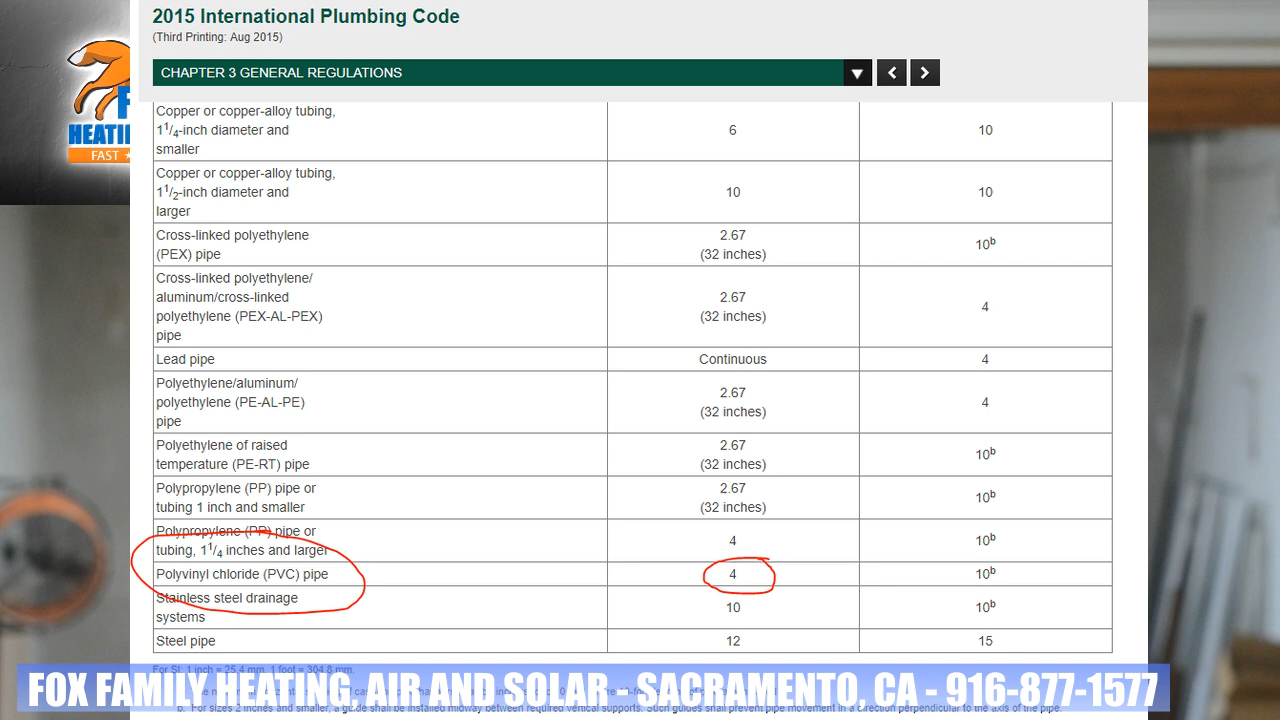 2015 International Plumbing Code
(Third Printing: Aug 2015)
CHAPTER 3 GENERAL REGULATIONS
F
HEATI
FAST
Copper or copper-alloy tubing,
1 1/4-inch diameter and
smaller
6
10
Copper or copper-alloy tubing,
1 1/2-inch diameter and
larger
10
10
Cross-linked polyethylene
(PEX) pipe
2.67
(32 inches)
10b
Cross-linked polyethylene/
aluminum/cross-linked
polyethylene (PEX-AL-PEX)
pipe
2.67
(32 inches)
4
Lead pipe
Continuous
4
Polyethylene/aluminum/
polyethylene (PE-AL-PE)
pipe
2.67
(32 inches)
4
Polyethylene of raised
temperature (PE-RT) pipe
2.67
(32 inches)
10b
Polypropylene (PP) pipe or
tubing 1 inch and smaller
2.67
(32 inches)
10b
Polypropylene (PP) pipe or
tubing, 1 1/4 inches and larger
4
10b
Polyvinyl chloride (PVC) pipe
4
10b
Stainless steel drainage
systems
10
10b
Steel pipe
12
15
For SI: 1 inch = 25.4 mm, 1 foot = 304.8 mm.
FOX FAMILY HEATING AIR AND SOLAR - SACRAMENTO, CA - 916-877-1577
b. For sizes 2 inches and smaller, a guide shall be installed midway between required vertical supports. Such guides shall prevent pipe movement in a direction perpendicular to the axis of the pipe.